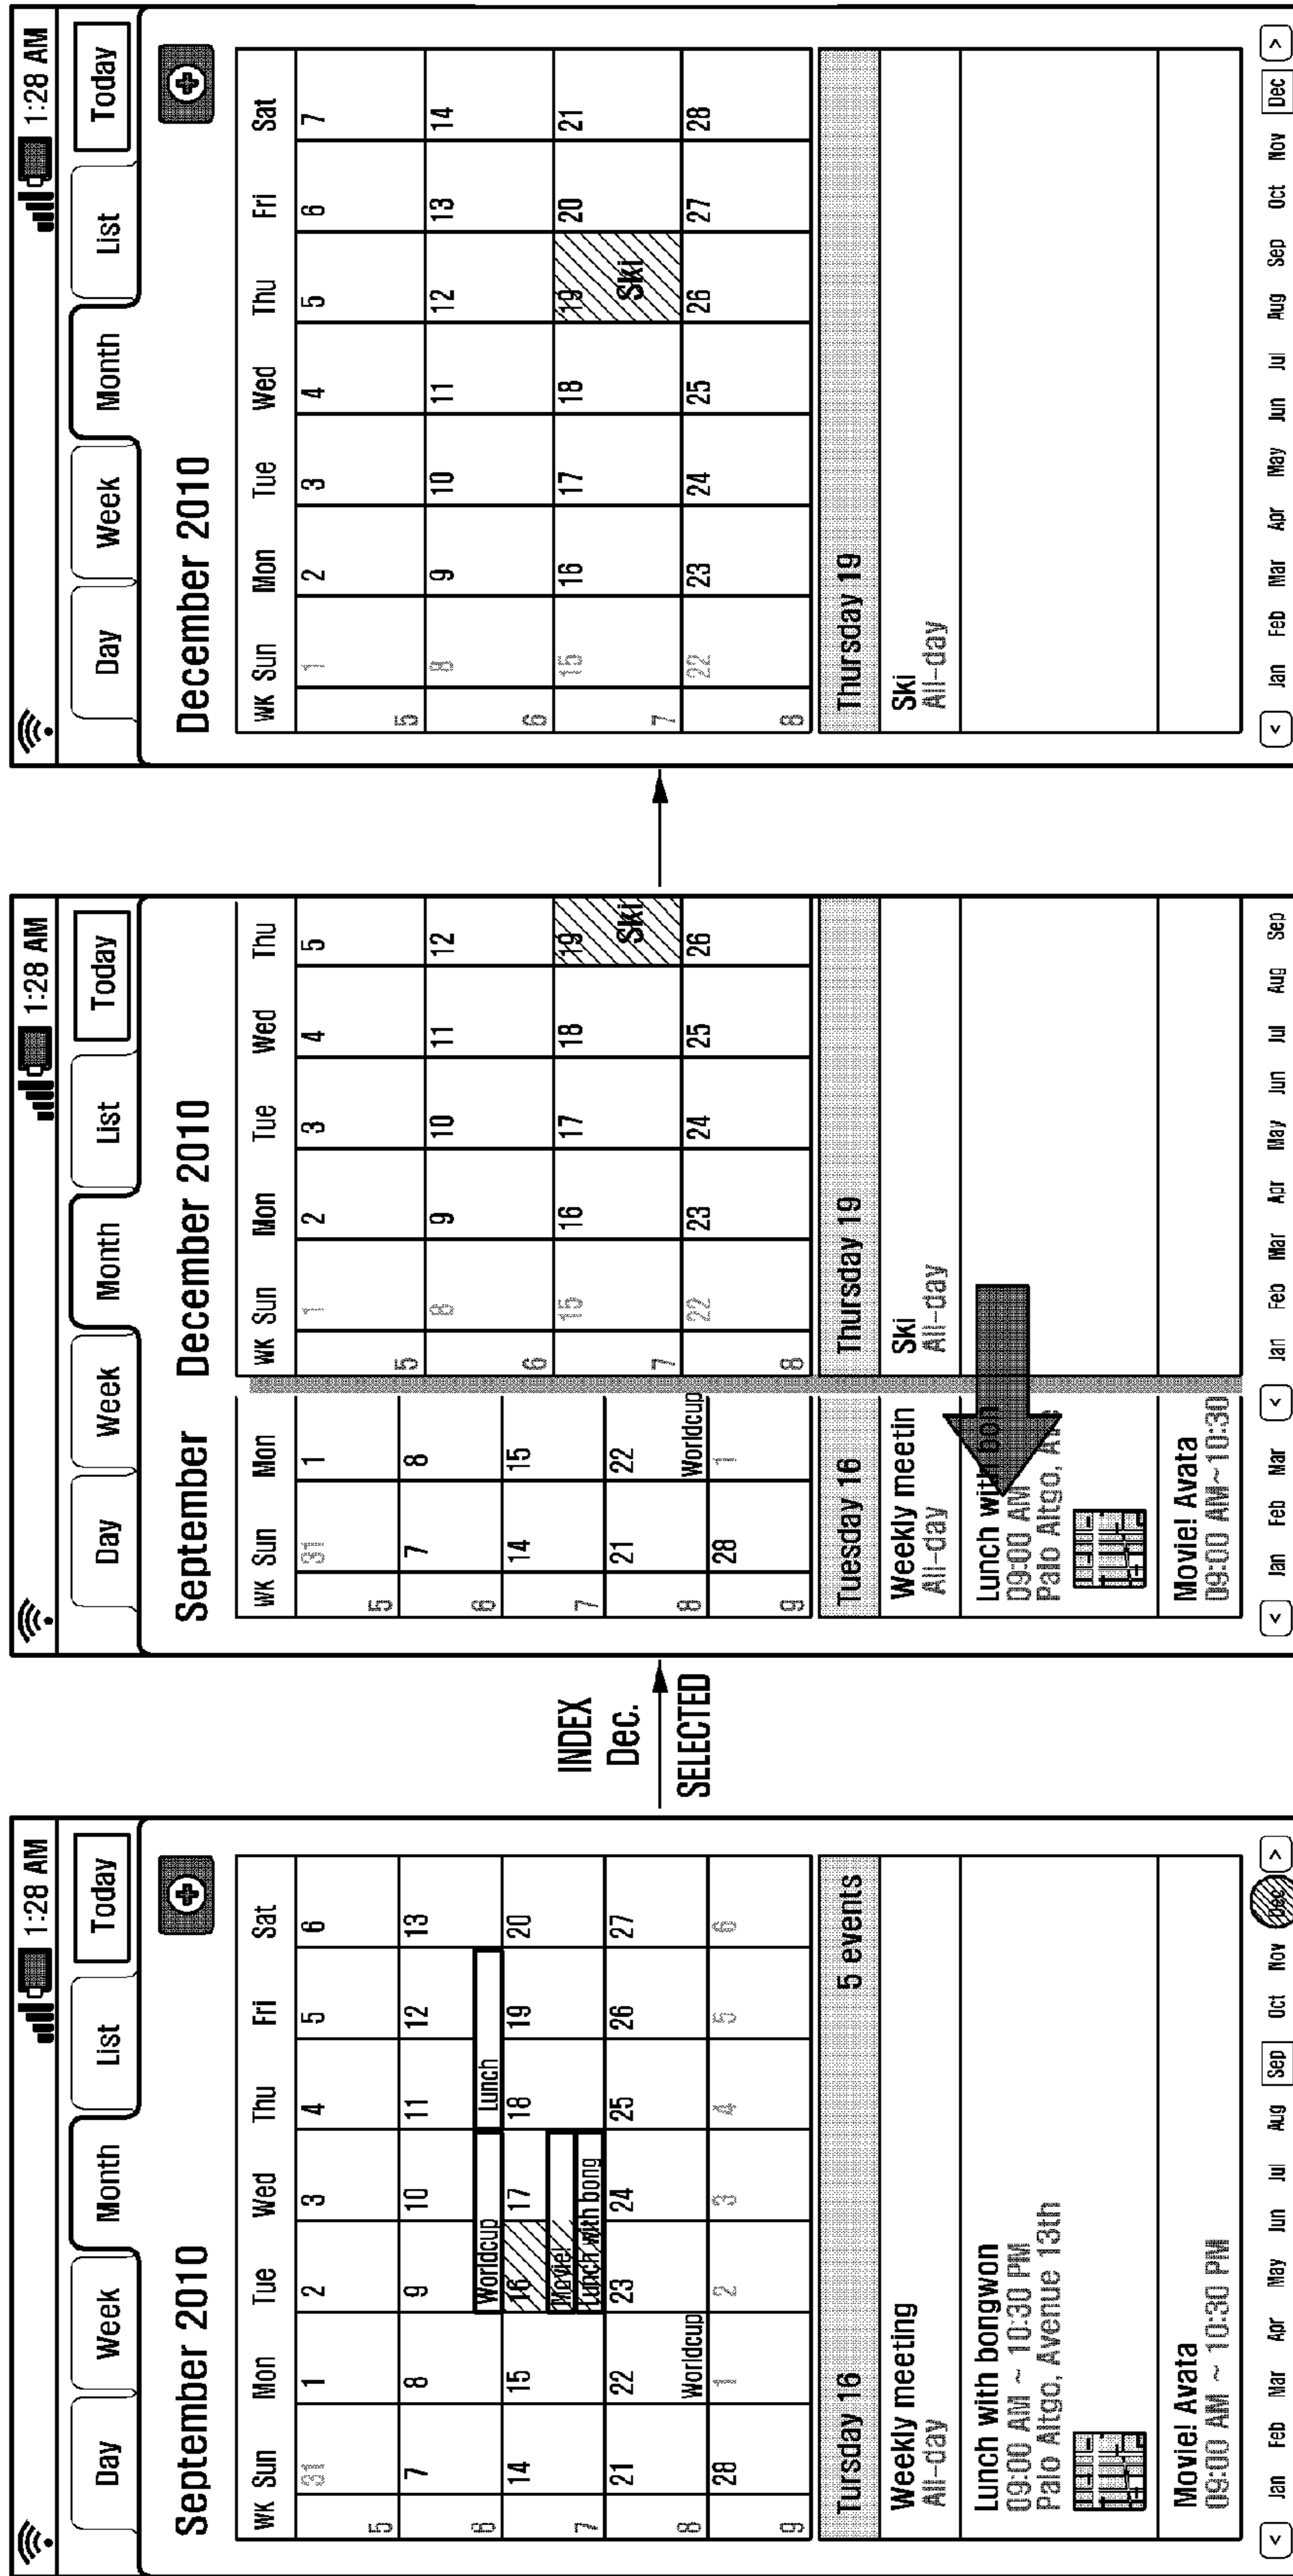 1:28 AM
Day Week Month List Today
September 2010
WK Sun Mon Tue Wed Thu Fri Sat
31 1 2 3 4 5 6
5
7 8 9 10 11 12 13
6 Worldcup Lunch
14 15 16 17 18 19 20
Movie!
7 lunch with bong
21 22 23 24 25 26 27
8 Worldcup
28 1 2 3 4 5 6
9
Tursday 16 5 events
Weekly meeting
All-day
Lunch with bongwon
09:00 AM ~ 10:30 PM
Palo Altgo, Avenue 13th
Movie! Avata
09:00 AM ~ 10:30 PM
< Jan Feb Mar Apr May Jun Jul Aug Sep Oct Nov Dec >
INDEX
Dec.
SELECTED
1:28 AM
Day Week Month List Today
September December 2010
WK Sun Mon WK Sun Mon Tue Wed Thu
31 1 1 2 3 4 5
5 5
7 8 8 9 10 11 12
6 6
14 15 15 16 17 18 19
7 7 Ski
21 22 22 23 24 25 26
8 Worldcup
28 1
9 8
Tuesday 16 Thursday 19
Weekly meetin Ski
All-day All-day
Lunch with bon
09:00 AM
Palo Altgo, Ave
Movie! Avata
09:00 AM~10:30
< Jan Feb Mar < Jan Feb Mar Apr May Jun Jul Aug Sep
1:28 AM
Day Week Month List Today
December 2010
WK Sun Mon Tue Wed Thu Fri Sat
1 2 3 4 5 6 7
5
8 9 10 11 12 13 14
6
15 16 17 18 19 20 21
7 Ski
22 23 24 25 26 27 28
8
Thursday 19
Ski
All-day
< Jan Feb Mar Apr May Jun Jul Aug Sep Oct Nov Dec >